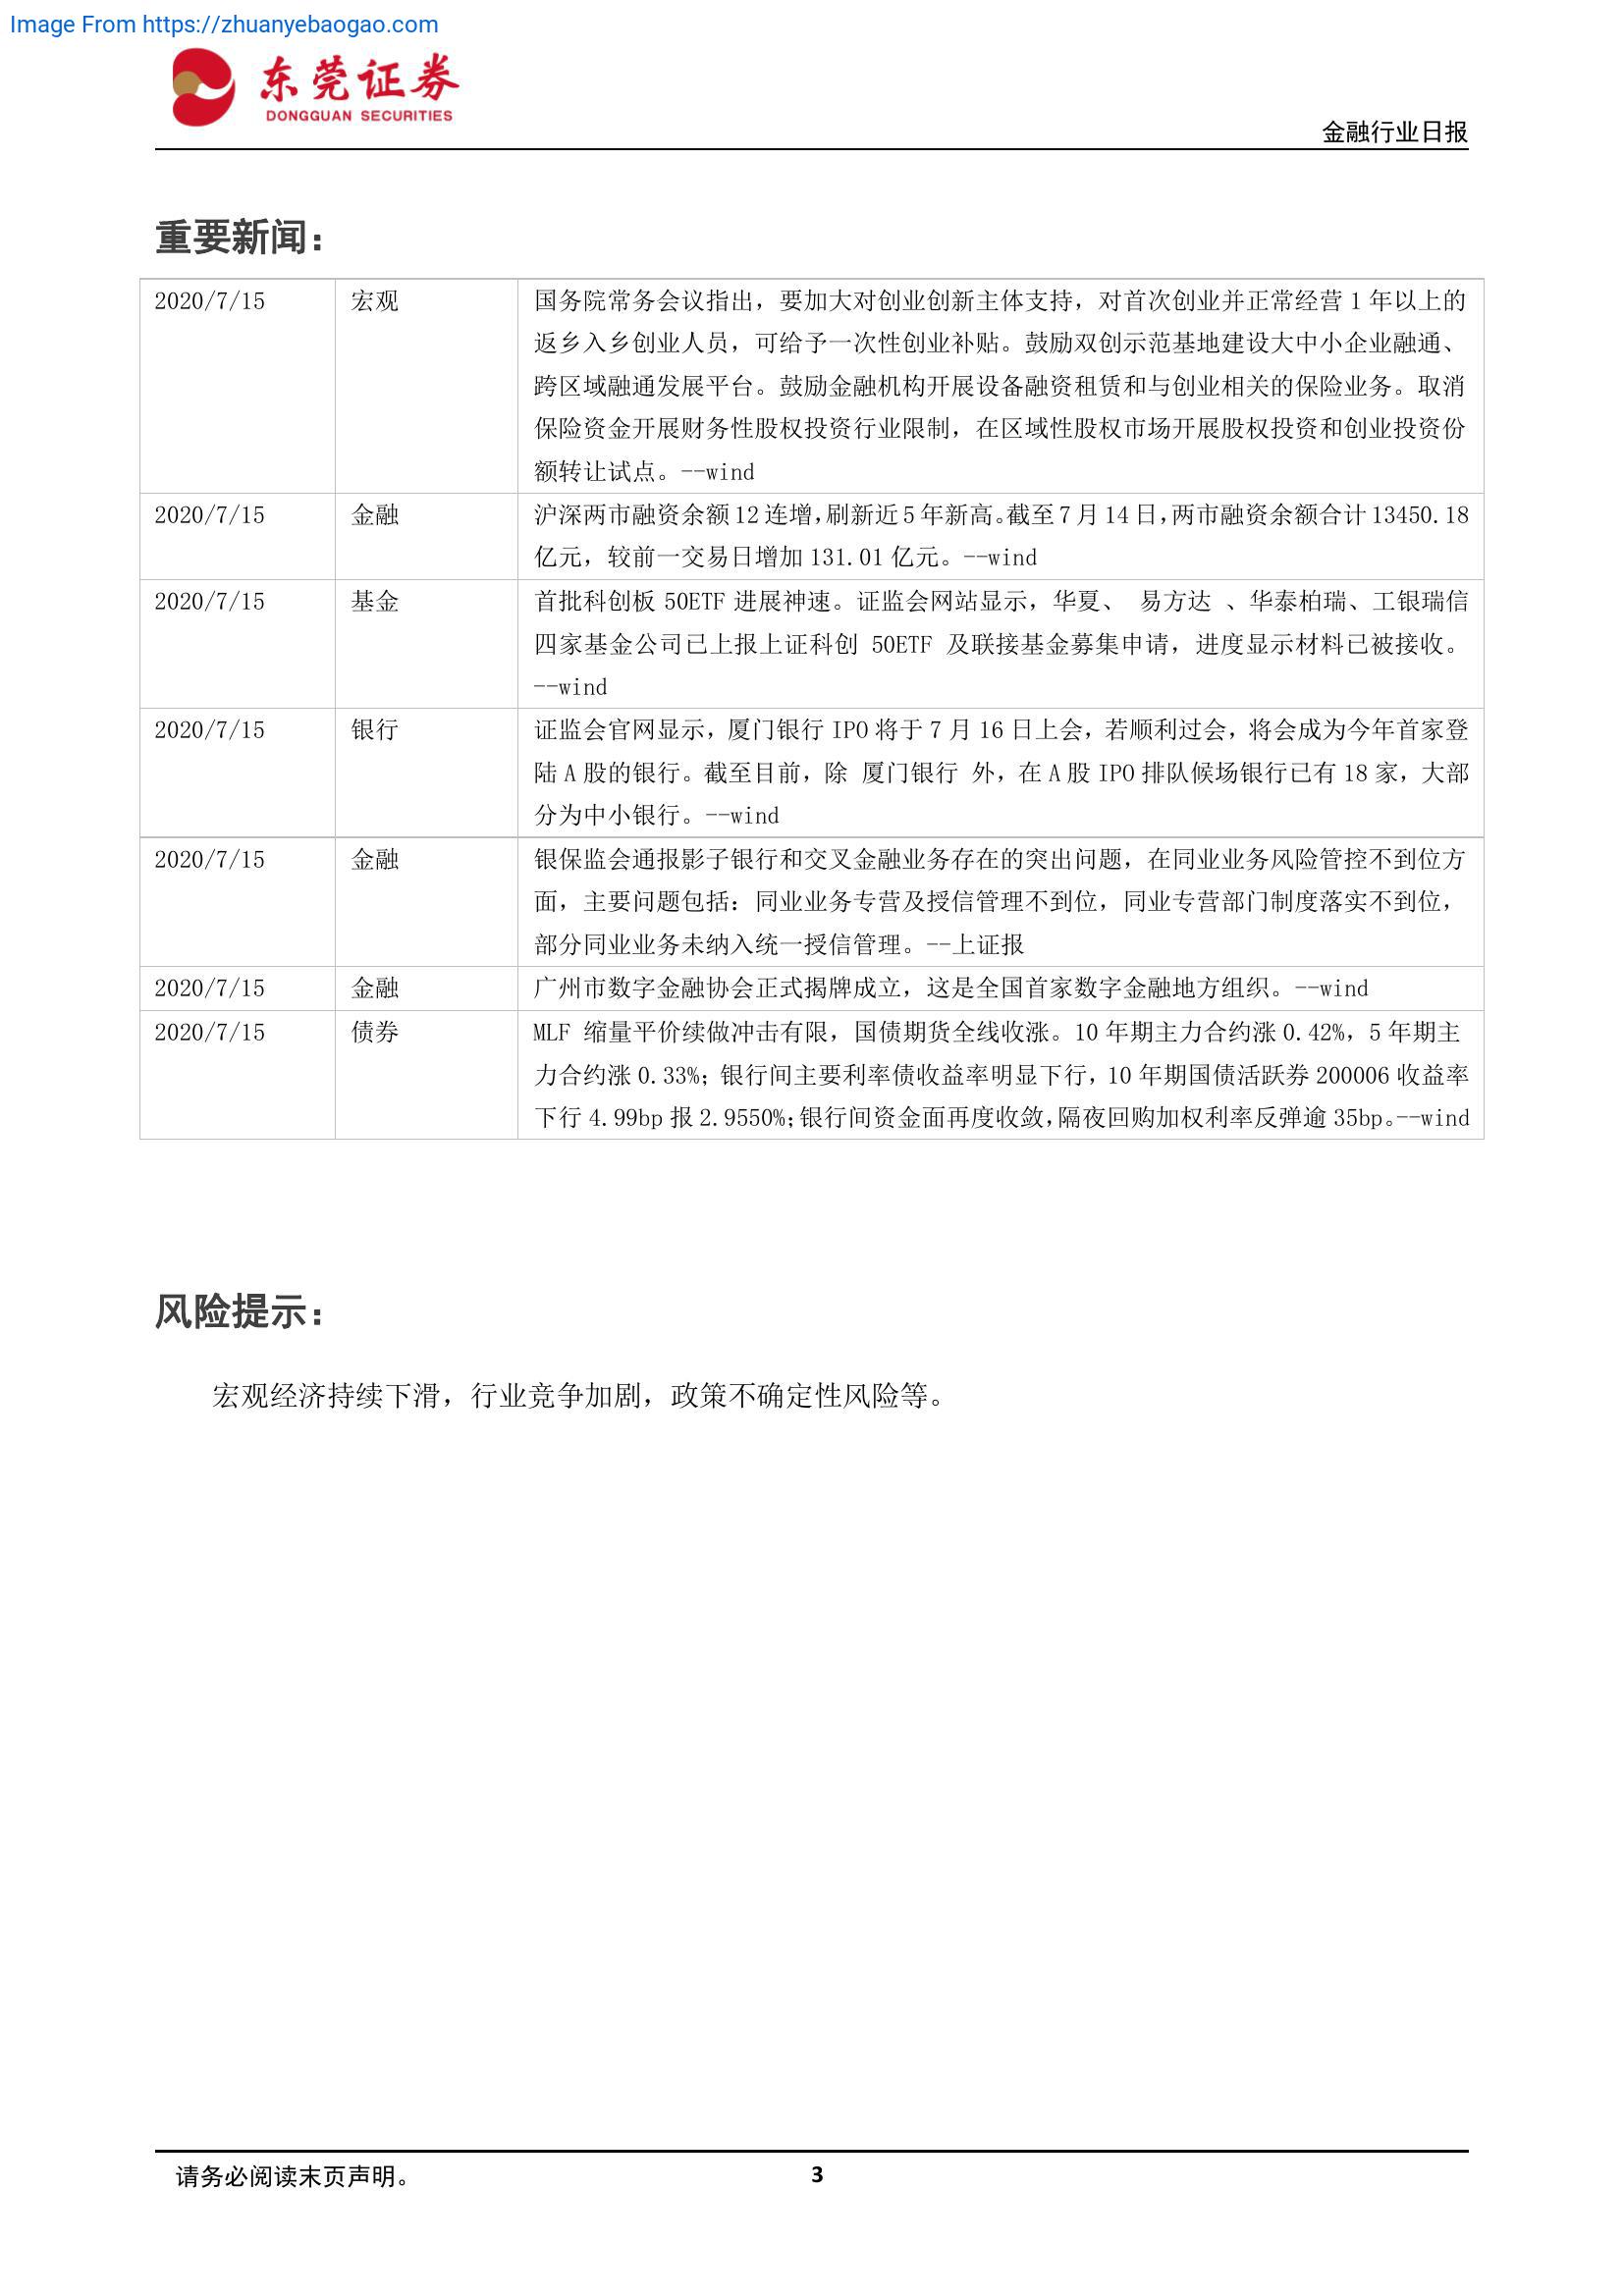 Image From https://zhuanyebaogao.com
东莞证券
DONGGUAN SECURITIES
金融行业日报
重要新闻：
2020/7/15 宏观 国务院常务会议指出，要加大对创业创新主体支持，对首次创业并正常经营 1 年以上的
返乡入乡创业人员，可给予一次性创业补贴。鼓励双创示范基地建设大中小企业融通、
跨区域融通发展平台。鼓励金融机构开展设备融资租赁和与创业相关的保险业务。取消
保险资金开展财务性股权投资行业限制，在区域性股权市场开展股权投资和创业投资份
额转让试点。--wind
2020/7/15 金融 沪深两市融资余额 12 连增，刷新近 5 年新高。截至 7 月 14 日，两市融资余额合计 13450.18
亿元，较前一交易日增加 131.01 亿元。--wind
2020/7/15 基金 首批科创板 50ETF 进展神速。证监会网站显示，华夏、 易方达 、华泰柏瑞、工银瑞信
四家基金公司已上报上证科创 50ETF 及联接基金募集申请，进度显示材料已被接收。
--wind
2020/7/15 银行 证监会官网显示，厦门银行 IPO 将于 7 月 16 日上会，若顺利过会，将会成为今年首家登
陆 A 股的银行。截至目前，除 厦门银行 外，在 A 股 IPO 排队候场银行已有 18 家，大部
分为中小银行。--wind
2020/7/15 金融 银保监会通报影子银行和交叉金融业务存在的突出问题，在同业业务风险管控不到位方
面，主要问题包括：同业业务专营及授信管理不到位，同业专营部门制度落实不到位，
部分同业业务未纳入统一授信管理。--上证报
2020/7/15 金融 广州市数字金融协会正式揭牌成立，这是全国首家数字金融地方组织。--wind
2020/7/15 债券 MLF 缩量平价续做冲击有限，国债期货全线收涨。10 年期主力合约涨 0.42%，5 年期主
力合约涨 0.33%；银行间主要利率债收益率明显下行，10 年期国债活跃券 200006 收益率
下行 4.99bp 报 2.9550%；银行间资金面再度收敛，隔夜回购加权利率反弹逾 35bp。--wind
风险提示：
宏观经济持续下滑，行业竞争加剧，政策不确定性风险等。
请务必阅读末页声明。 3